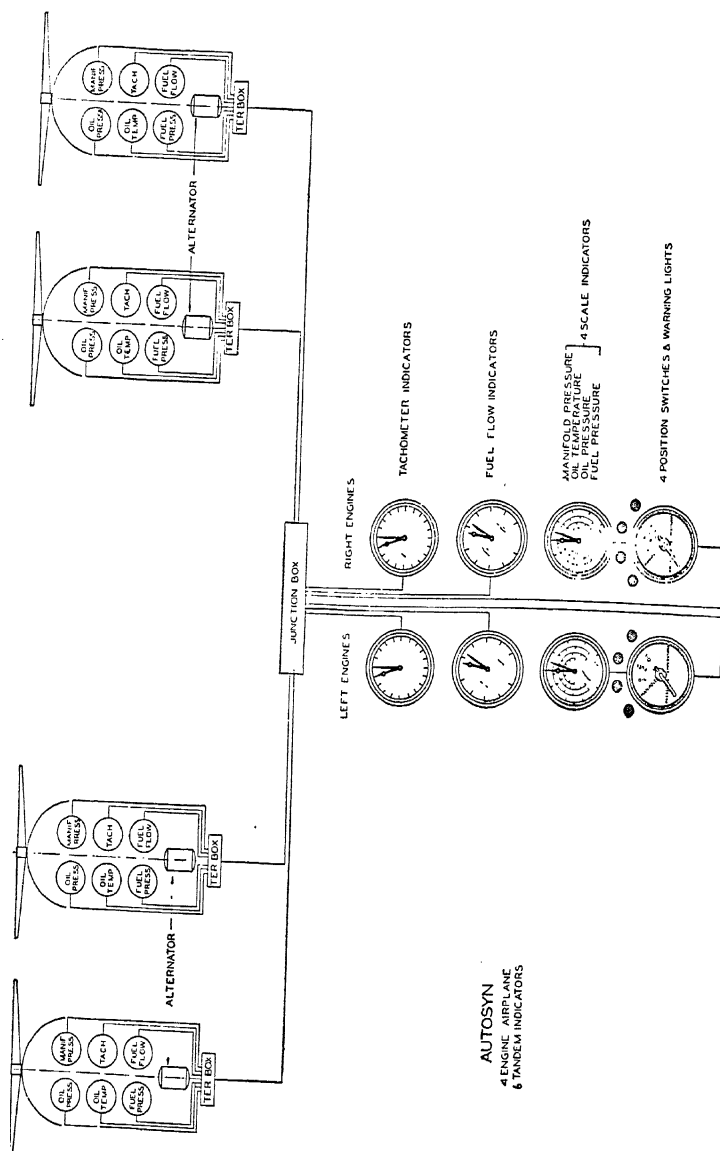 OIL PRESS
MANIF PRESS
OIL TEMP
TACH
FUEL PRESS
FUEL FLOW
TER BOX
ALTERNATOR
OIL PRESS
MANIF PRESS
OIL TEMP
TACH
FUEL PRESS
FUEL FLOW
TER BOX
OIL PRESS
MANIF PRESS
OIL TEMP
TACH
FUEL PRESS
FUEL FLOW
TER BOX
ALTERNATOR
OIL PRESS
MANIF PRESS
OIL TEMP
TACH
FUEL PRESS
FUEL FLOW
TER BOX
JUNCTION BOX
LEFT ENGINES
RIGHT ENGINES
TACHOMETER INDICATORS
FUEL FLOW INDICATORS
MANIFOLD PRESSURE
OIL TEMPERATURE
OIL PRESSURE
FUEL PRESSURE
4 SCALE INDICATORS
4 POSITION SWITCHES & WARNING LIGHTS
AUTOSYN
4 ENGINE AIRPLANE
6 TANDEM INDICATORS